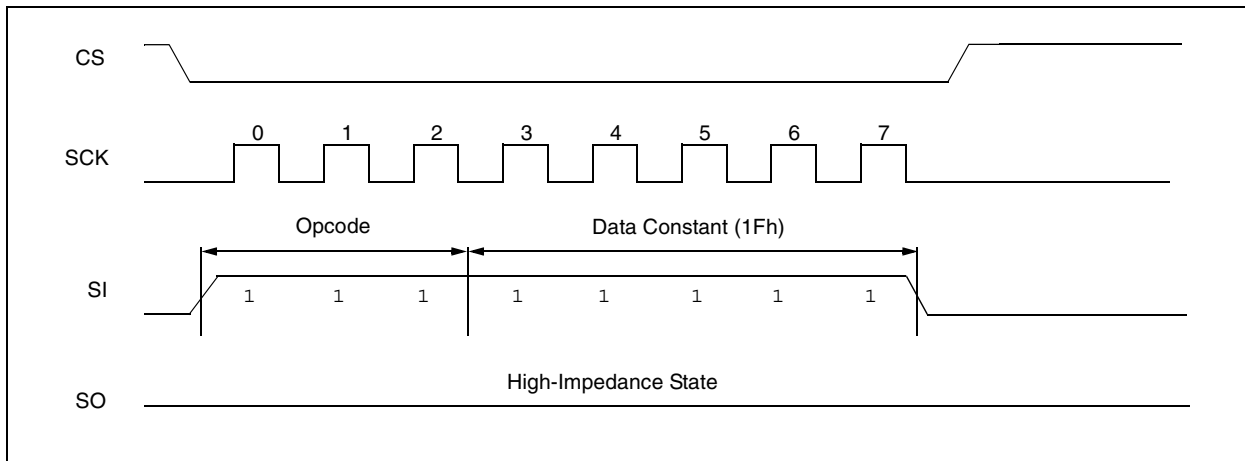 CS
SCK
0 1 2 3 4 5 6 7
Opcode Data Constant (1Fh)
SI
1 1 1 1 1 1 1 1
High-Impedance State
SO